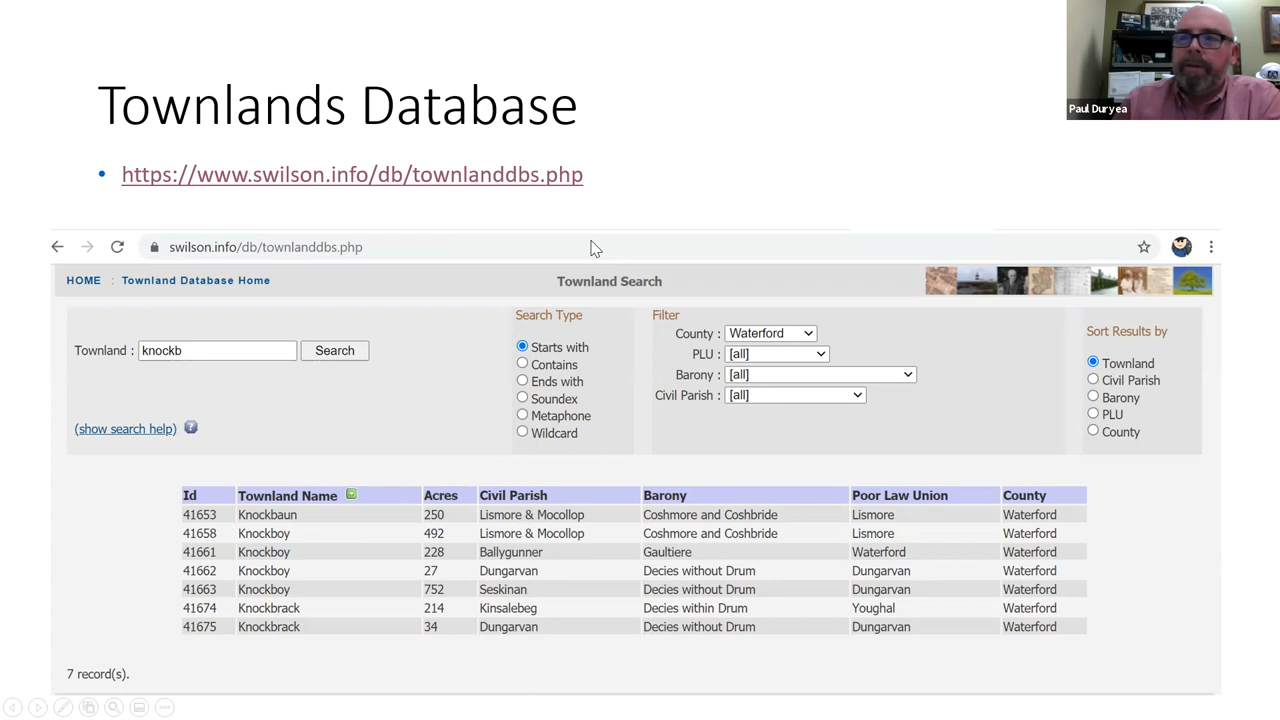 Paul Duryea
Townlands Database
• https://www.swilson.info/db/townlanddbs.php
swilson.info/db/townlanddbs.php
HOME : Townland Database Home
Townland Search
Townland : knockb Search
(show search help) ?
Search Type
Starts with
Contains
Ends with
Soundex
Metaphone
Wildcard
Filter
County : Waterford
PLU : [all]
Barony : [all]
Civil Parish : [all]
Sort Results by
Townland
Civil Parish
Barony
PLU
County
Id Townland Name Acres Civil Parish Barony Poor Law Union County
41653 Knockbaun 250 Lismore & Mocollop Coshmore and Coshbride Lismore Waterford
41658 Knockboy 492 Lismore & Mocollop Coshmore and Coshbride Lismore Waterford
41661 Knockboy 228 Ballygunner Gaultiere Waterford Waterford
41662 Knockboy 27 Dungarvan Decies without Drum Dungarvan Waterford
41663 Knockboy 752 Seskinan Decies without Drum Dungarvan Waterford
41674 Knockbrack 214 Kinsalebeg Decies within Drum Youghal Waterford
41675 Knockbrack 34 Dungarvan Decies without Drum Dungarvan Waterford
7 record(s).